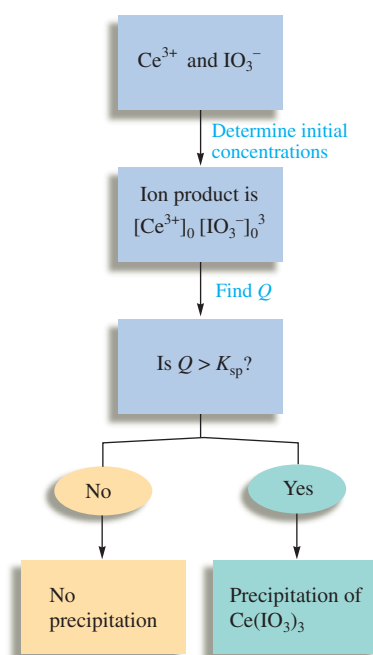 Ce³⁺ and IO₃⁻
Determine initial
concentrations
Ion product is
[Ce³⁺]₀ [IO₃⁻]₀³
Find Q
Is Q > Kₛₚ?
No
Yes
No
precipitation
Precipitation of
Ce(IO₃)₃